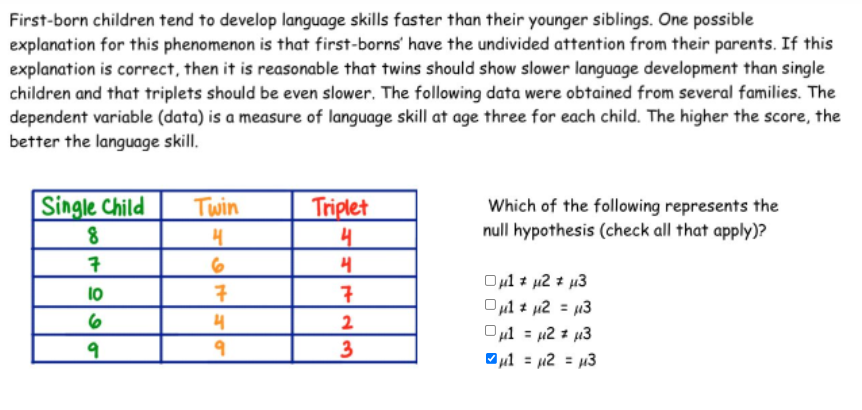 First-born children tend to develop language skills faster than their younger siblings. One possible
explanation for this phenomenon is that first-borns' have the undivided attention from their parents. If this
explanation is correct, then it is reasonable that twins should show slower language development than single
children and that triplets should be even slower. The following data were obtained from several families. The
dependent variable (data) is a measure of language skill at age three for each child. The higher the score, the
better the language skill.
Single Child Twin Triplet
8 4 4
7 6 4
10 7 7
6 4 2
9 9 3
Which of the following represents the
null hypothesis (check all that apply)?
μ1 ≠ μ2 ≠ μ3
μ1 ≠ μ2 = μ3
μ1 = μ2 ≠ μ3
μ1 = μ2 = μ3